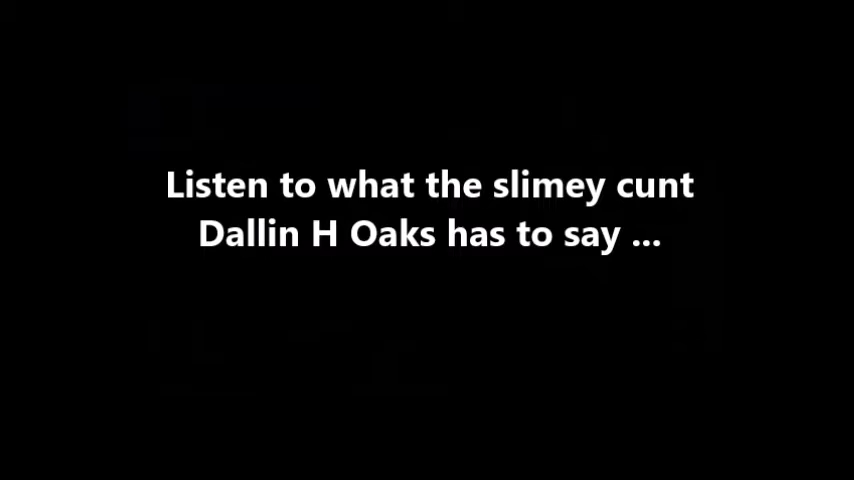 Listen to what the slimey cunt
Dallin H Oaks has to say ...